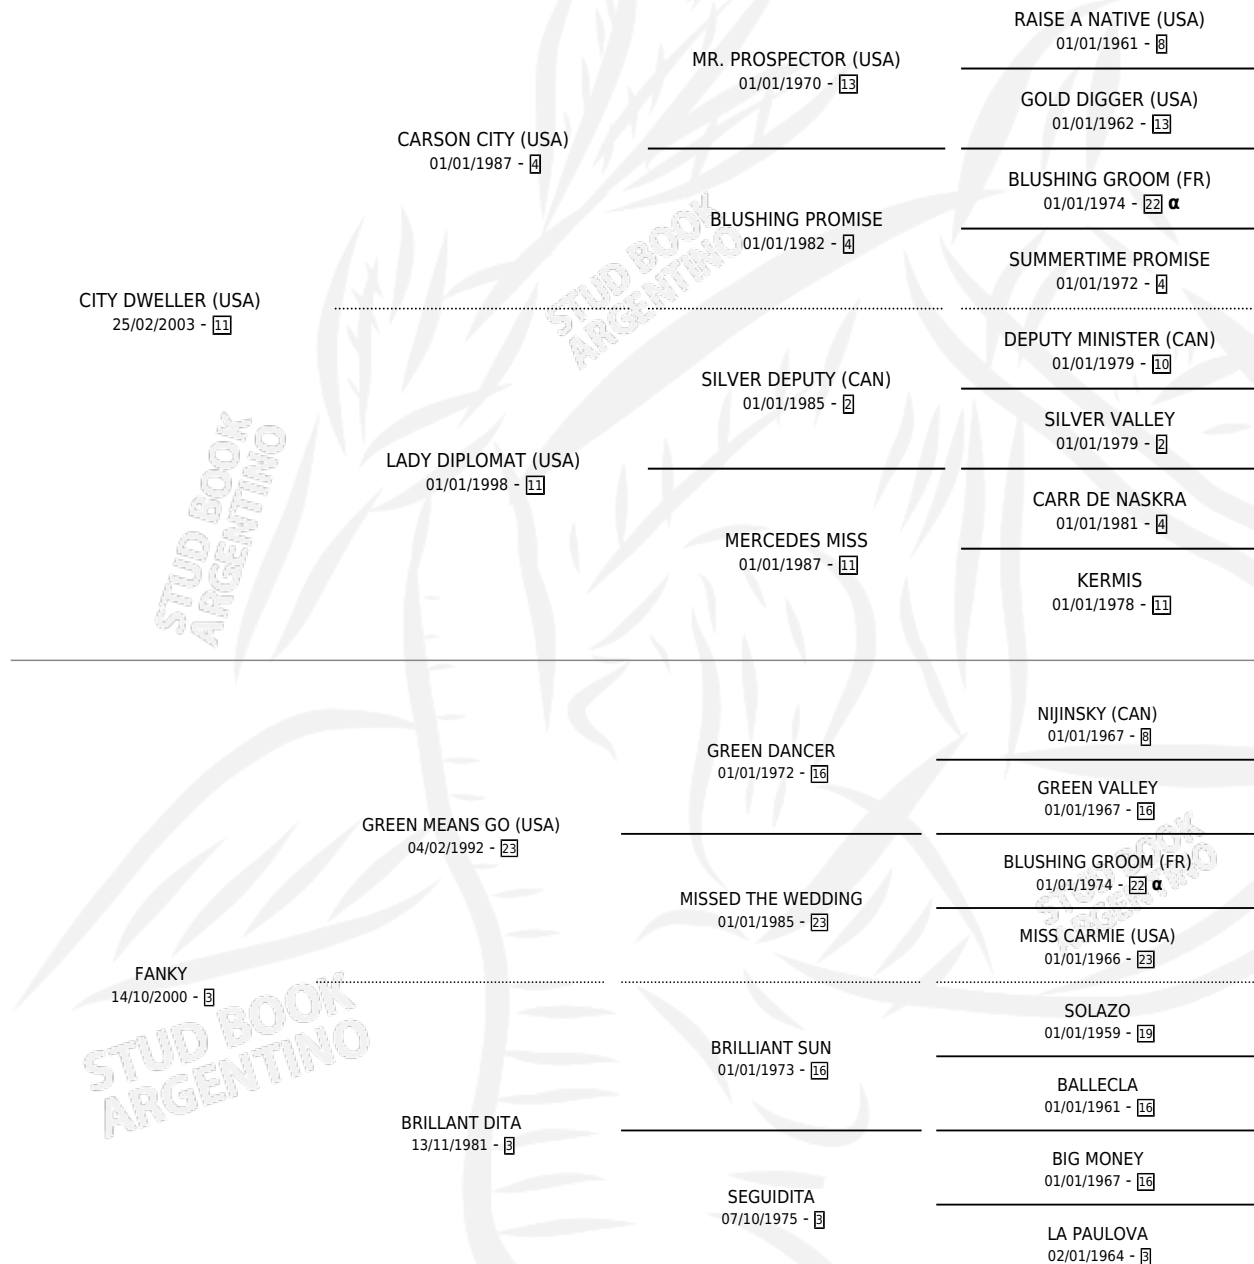 RAISE A NATIVE (USA)
01/01/1961 - 8
MR. PROSPECTOR (USA)
01/01/1970 - 13
GOLD DIGGER (USA)
01/01/1962 - 13
CARSON CITY (USA)
01/01/1987 - 4
BLUSHING GROOM (FR)
01/01/1974 - 22 α
BLUSHING PROMISE
01/01/1982 - 4
SUMMERTIME PROMISE
01/01/1972 - 4
CITY DWELLER (USA)
25/02/2003 - 11
DEPUTY MINISTER (CAN)
01/01/1979 - 10
SILVER DEPUTY (CAN)
01/01/1985 - 2
SILVER VALLEY
01/01/1979 - 2
LADY DIPLOMAT (USA)
01/01/1998 - 11
CARR DE NASKRA
01/01/1981 - 4
MERCEDES MISS
01/01/1987 - 11
KERMIS
01/01/1978 - 11
STUD BOOK
ARGENTINO
STUD BOOK
ARGENTINO
NIJINSKY (CAN)
01/01/1967 - 8
GREEN DANCER
01/01/1972 - 16
GREEN VALLEY
01/01/1967 - 16
GREEN MEANS GO (USA)
04/02/1992 - 23
BLUSHING GROOM (FR)
01/01/1974 - 22 α
MISSED THE WEDDING
01/01/1985 - 23
MISS CARMIE (USA)
01/01/1966 - 23
FANKY
14/10/2000 - 3
SOLAZO
01/01/1959 - 19
BRILLIANT SUN
01/01/1973 - 16
BALLECLA
01/01/1961 - 16
BRILLANT DITA
13/11/1981 - 3
BIG MONEY
01/01/1967 - 16
SEGUIDITA
07/10/1975 - 3
LA PAULOVA
02/01/1964 - 3
STUD BOOK
ARGENTINO
STUD BOOK
ARGENTINO